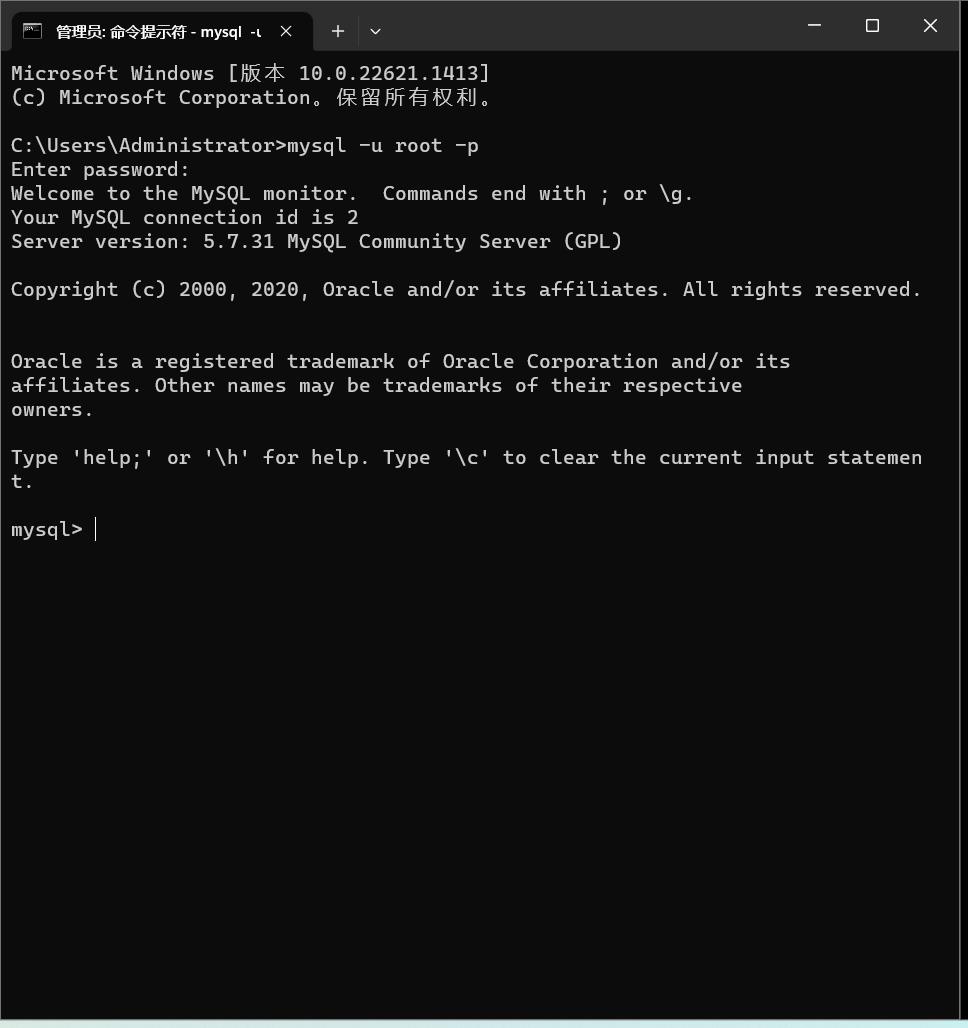 管理员: 命令提示符 - mysql -u
Microsoft Windows [版本 10.0.22621.1413]
(c) Microsoft Corporation。保留所有权利。
C:\Users\Administrator>mysql -u root -p
Enter password:
Welcome to the MySQL monitor.  Commands end with ; or \g.
Your MySQL connection id is 2
Server version: 5.7.31 MySQL Community Server (GPL)
Copyright (c) 2000, 2020, Oracle and/or its affiliates. All rights reserved.
Oracle is a registered trademark of Oracle Corporation and/or its
affiliates. Other names may be trademarks of their respective
owners.
Type 'help;' or '\h' for help. Type '\c' to clear the current input statemen
t.
mysql>